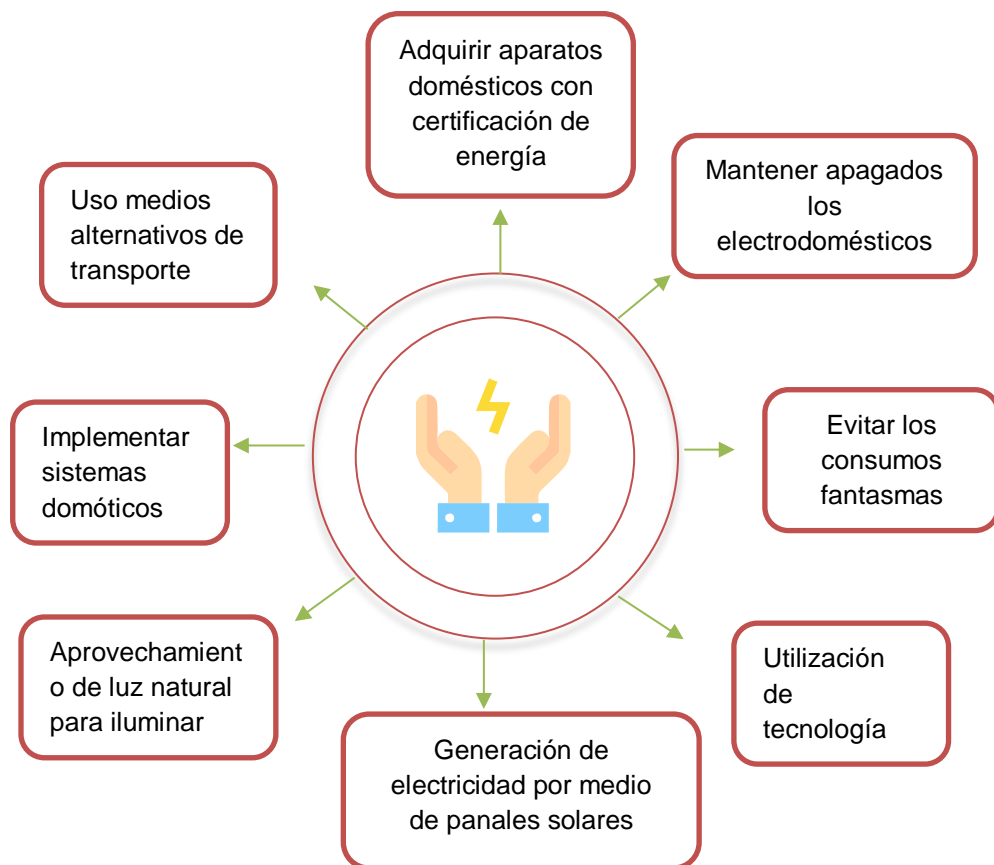 Adquirir aparatos
domésticos con
certificación de
energía
Mantener apagados
los
electrodomésticos
Evitar los
consumos
fantasmas
Utilización
de
tecnología
Generación de
electricidad por medio
de panales solares
Aprovechamient
o de luz natural
para iluminar
Implementar
sistemas
domóticos
Uso medios
alternativos de
transporte